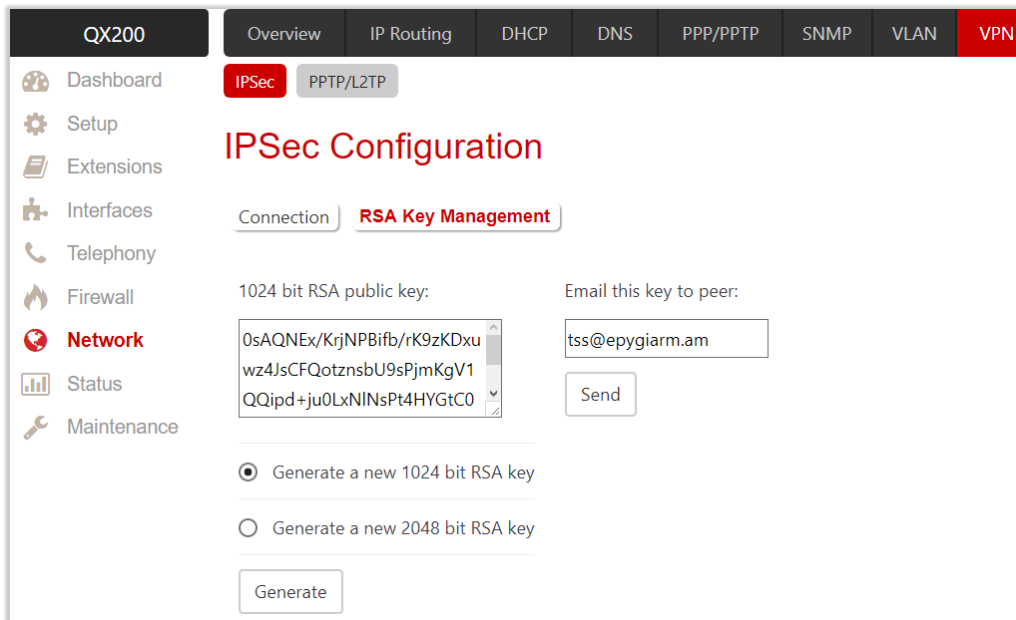 QX200
Overview IP Routing DHCP DNS PPP/PPTP SNMP VLAN VPN
Dashboard
Setup
Extensions
Interfaces
Telephony
Firewall
Network
Status
Maintenance
IPSec PPTP/L2TP
IPSec Configuration
Connection RSA Key Management
1024 bit RSA public key:
0sAQNEx/KrjNPBifb/rK9zKDxu
wz4JsCFQotznsbU9sPjmKgV1
QQipd+ju0LxNlNsPt4HYGtC0
Generate a new 1024 bit RSA key
Generate a new 2048 bit RSA key
Generate
Email this key to peer:
tss@epygiarm.am
Send